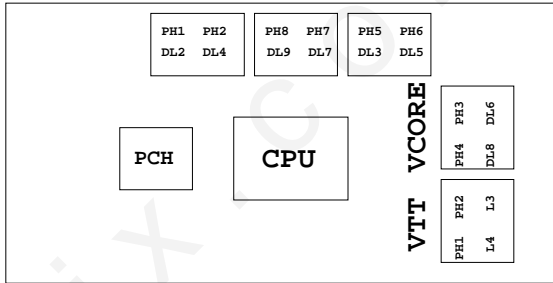 PH1 PH2 PH8 PH7 PH5 PH6
DL2 DL4 DL9 DL7 DL3 DL5
PCH
CPU
VCORE
PH4 PH3
DL8 DL6
VTT
PH1 PH2
L4 L3